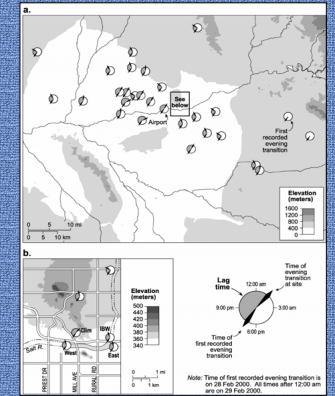 a.
See
below
Airport
First
recorded
evening
transition
Elevation
(meters)
1600
1200
800
400
0
0 5 10 mi
0 5 10 km
b.
Elevation
(meters)
500
460
440
420
400
380
360
340
Glim
IBW
West
East
Salt R.
PRIEST DR
MILL AVE
RURAL RD
0 1 mi
0 1 km
Time of
evening
transition
at site
Lag
time
12:00 am
9:00 pm
3:00 am
6:00 pm
Time of
first recorded
evening
transition
Note: Time of first recorded evening transition is
on 28 Feb 2000. All times after 12:00 am
are on 29 Feb 2000.